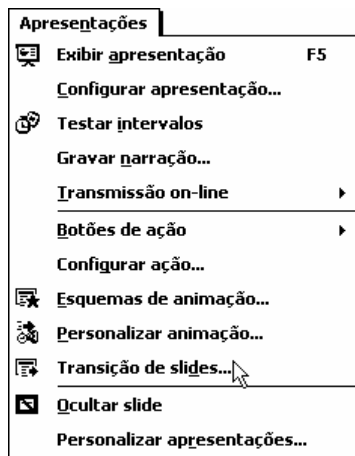 Apresentações
Exibir apresentação F5
Configurar apresentação...
Testar intervalos
Gravar narração...
Transmissão on-line
Botões de ação
Configurar ação...
Esquemas de animação...
Personalizar animação...
Transição de slides...
Ocultar slide
Personalizar apresentações...